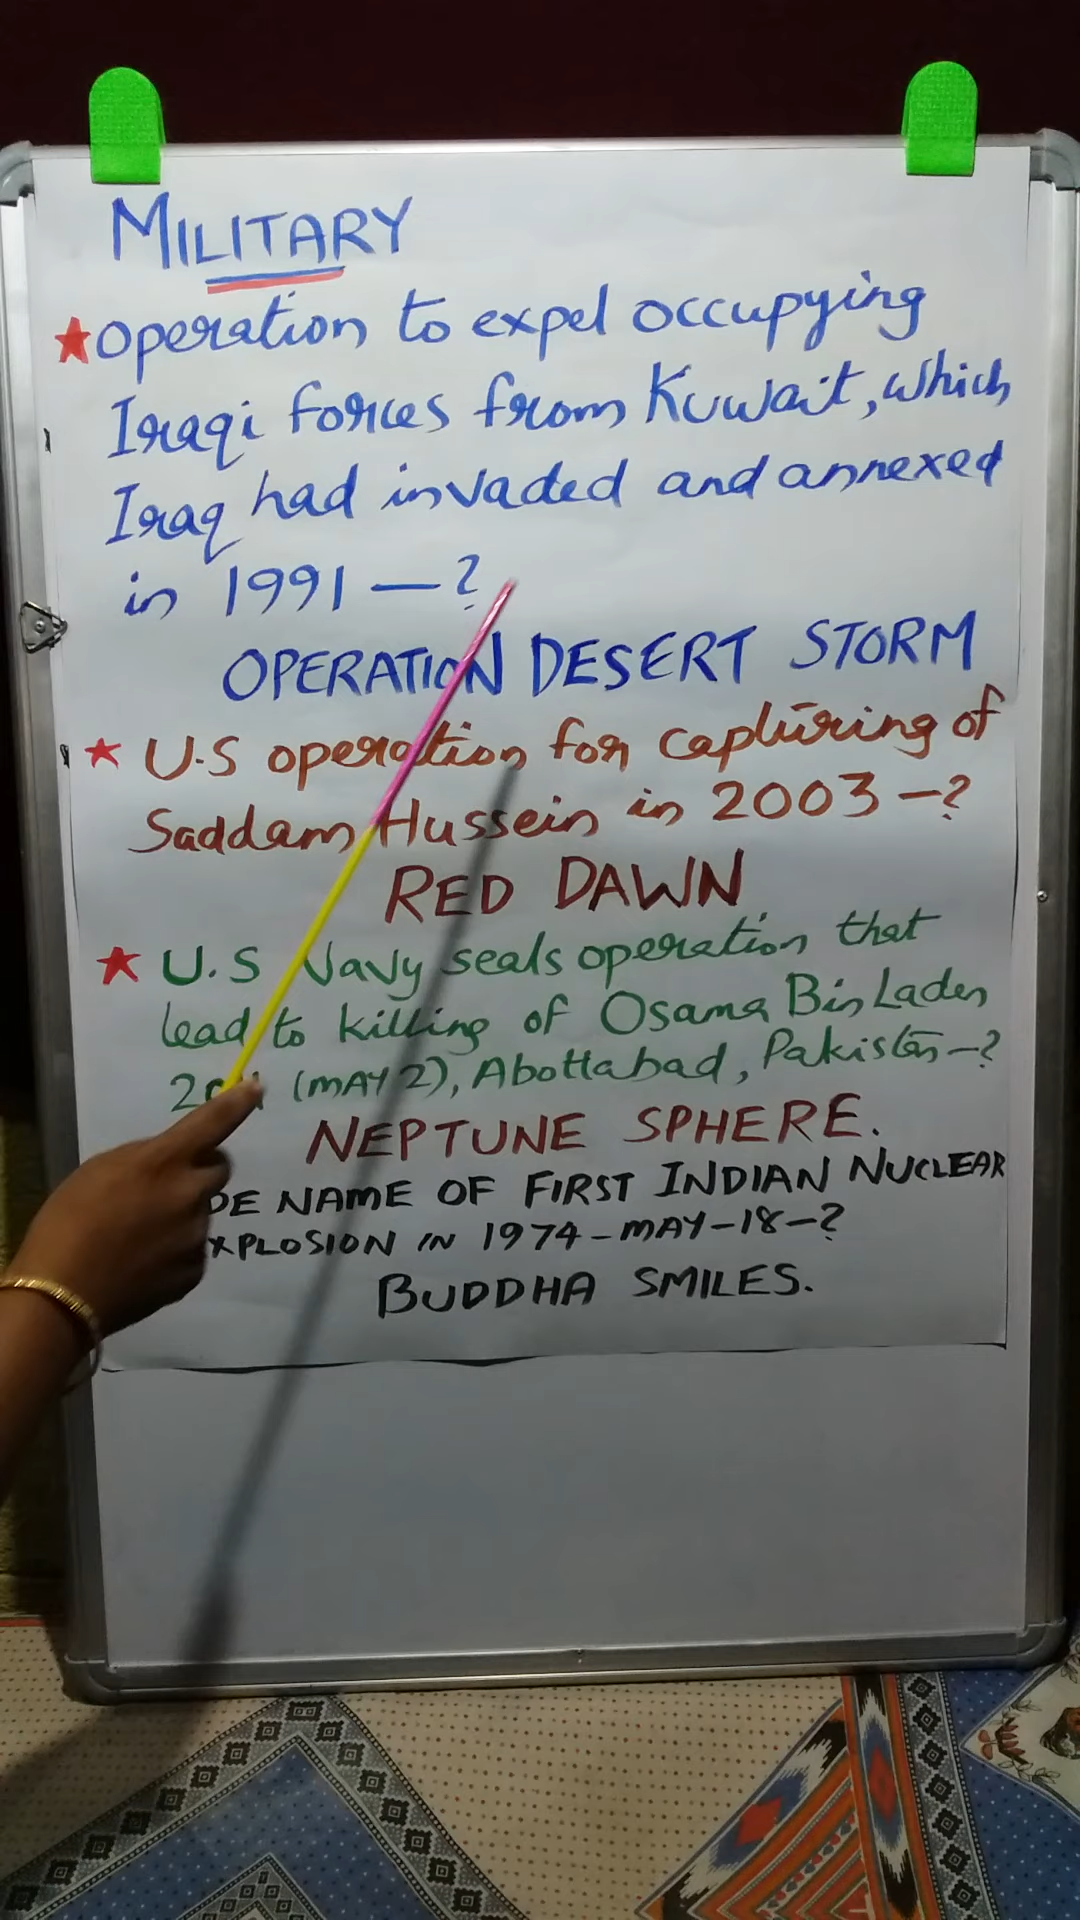 MILITARY
★ Operation to expel occupying
Iraqi forces from Kuwait, which
Iraq had invaded and annexed
in 1991 — ?
OPERATION DESERT STORM
★ U.S operation for capturing of
Saddam Hussein in 2003 – ?
RED DAWN
★ U.S Navy seals operation that
lead to killing of Osama Bin Laden
(MAY 2), Abottabad, Pakistan – ?
NEPTUNE SPHERE.
DE NAME OF FIRST INDIAN NUCLEAR
XPLOSION IN 1974 – MAY – 18 – ?
BUDDHA SMILES.